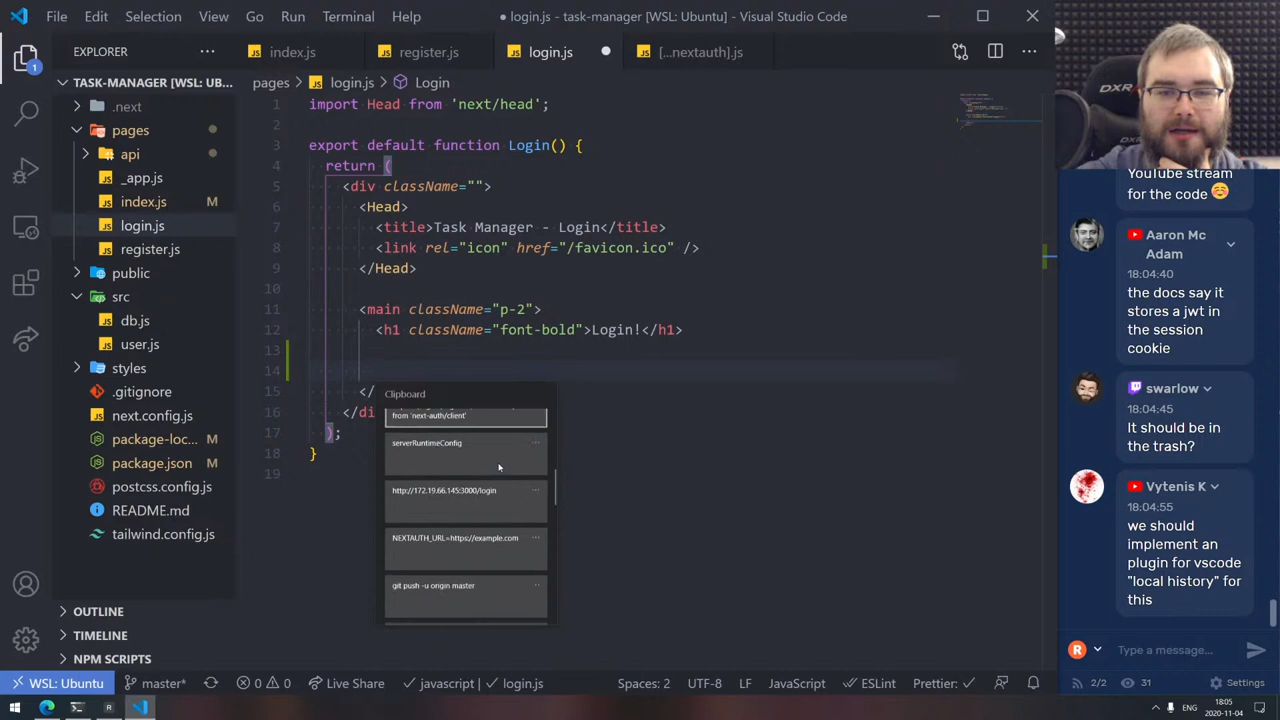 File Edit Selection View Go Run Terminal Help
● login.js - task-manager [WSL: Ubuntu] - Visual Studio Code
EXPLORER
index.js
register.js
login.js
[...nextauth].js
TASK-MANAGER [WSL: UB...
.next
pages
api
_app.js
index.js M
login.js
register.js
public
src
db.js
user.js
styles
.gitignore
next.config.js
package-loc... M
package.json M
postcss.config.js
README.md
tailwind.config.js
OUTLINE
TIMELINE
NPM SCRIPTS
1
pages > login.js > Login
1 import Head from 'next/head';
2
3 export default function Login() {
4 return (
5 <div className="">
6 <Head>
7 <title>Task Manager - Login</title>
8 <link rel="icon" href="/favicon.ico" />
9 </Head>
10
11 <main className="p-2">
12 <h1 className="font-bold">Login!</h1>
13
14
15 </
16 </di
17 );
18 }
19
Clipboard
from 'next-auth/client'
serverRuntimeConfig
http://172.19.66.145:3000/login
NEXTAUTH_URL=https://example.com
git push -u origin master
DXR
YouTube stream
for the code ☺️
Aaron Mc
Adam
18:04:40
the docs say it
stores a jwt in
the session
cookie
swarlow
18:04:45
It should be in
the trash?
Vytenis K
18:04:55
we should
implement an
plugin for vscode
"local history" for
this
R
Type a message...
2/2 31 Settings
WSL: Ubuntu master* 0 0 Live Share javascript | login.js Spaces: 2 UTF-8 LF JavaScript ESLint Prettier:
ENG
18:05
2020-11-04